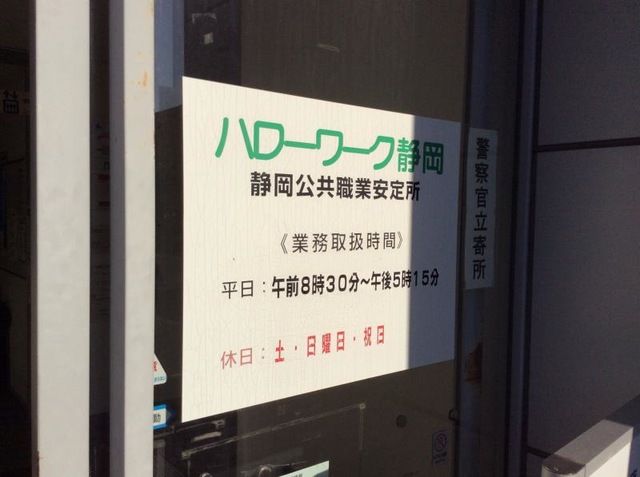 ハローワーク静岡
静岡公共職業安定所
《業務取扱時間》
平日：午前8時30分～午後5時15分
休日：土・日曜日・祝日
警察官立寄所
動